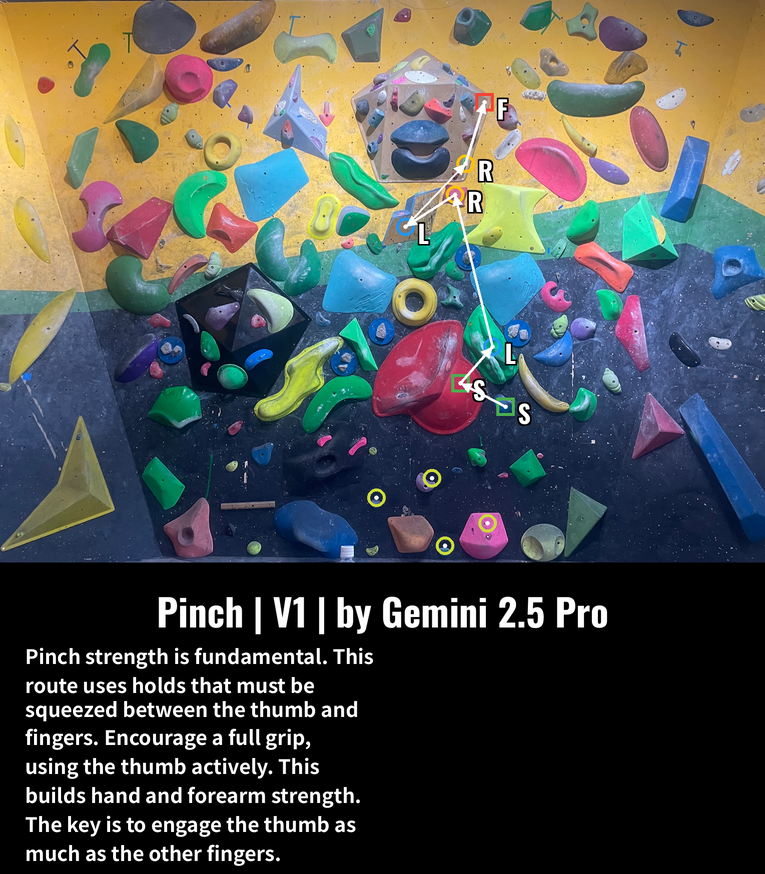 F
R
R
L
L
S
S
Pinch | V1 | by Gemini 2.5 Pro
Pinch strength is fundamental. This
route uses holds that must be
squeezed between the thumb and
fingers. Encourage a full grip,
using the thumb actively. This
builds hand and forearm strength.
The key is to engage the thumb as
much as the other fingers.